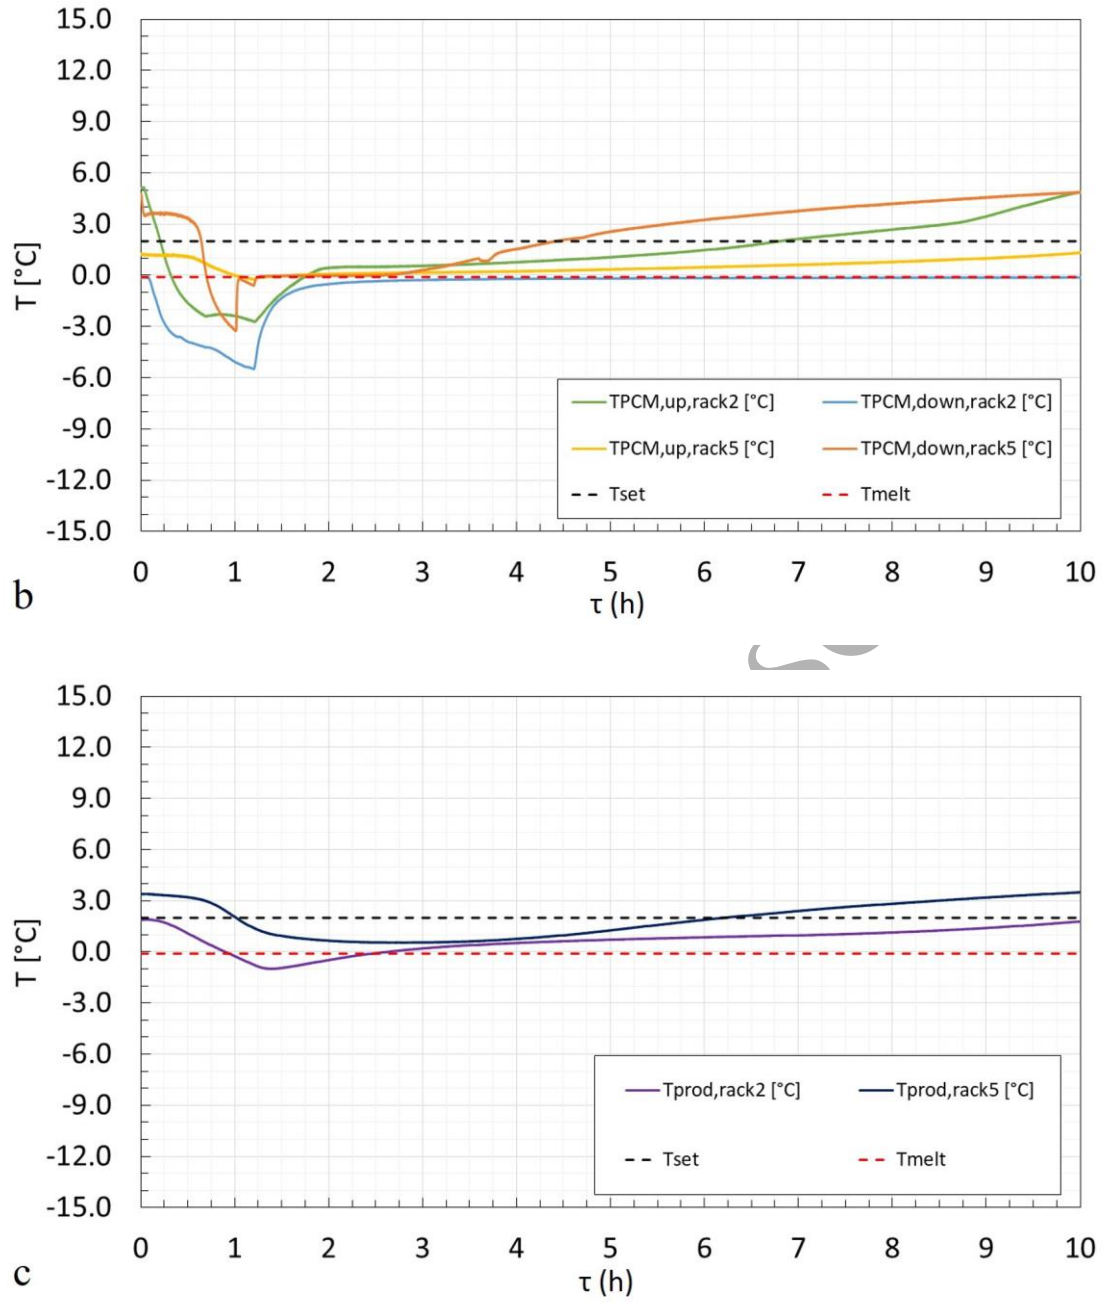 15.0
12.0
9.0
6.0
3.0
0.0
-3.0
-6.0
-9.0
-12.0
-15.0
T [°C]
TPCM,up,rack2 [°C] TPCM,down,rack2 [°C]
TPCM,up,rack5 [°C] TPCM,down,rack5 [°C]
Tset Tmelt
0 1 2 3 4 5 6 7 8 9 10
τ (h)
b
15.0
12.0
9.0
6.0
3.0
0.0
-3.0
-6.0
-9.0
-12.0
-15.0
T [°C]
Tprod,rack2 [°C] Tprod,rack5 [°C]
Tset Tmelt
0 1 2 3 4 5 6 7 8 9 10
τ (h)
c